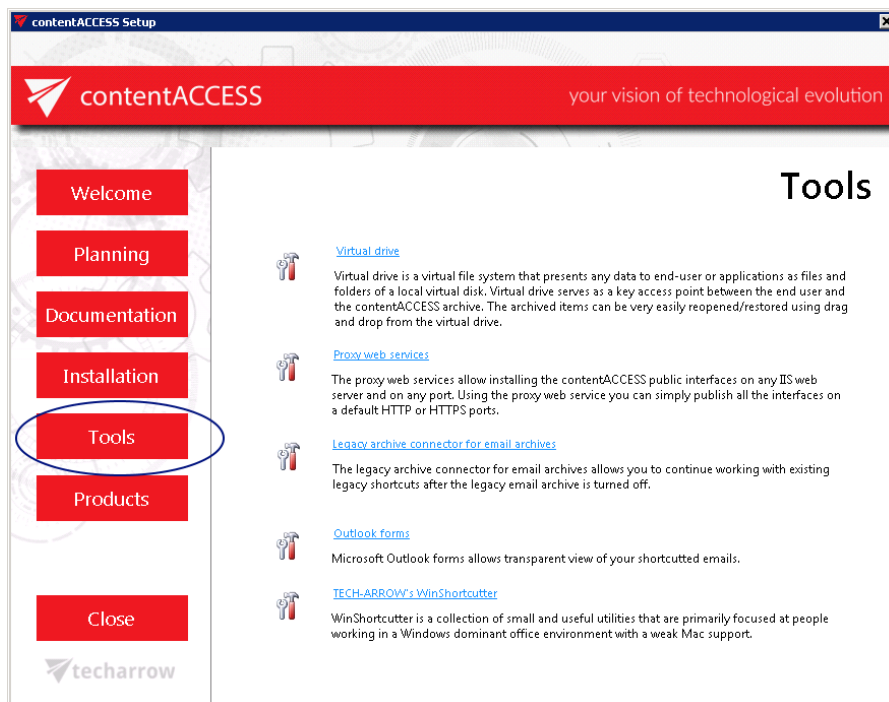 contentACCESS Setup
contentACCESS
your vision of technological evolution
Welcome
Planning
Documentation
Installation
Tools
Products
Close
techarrow
Tools
Virtual drive
Virtual drive is a virtual file system that presents any data to end-user or applications as files and
folders of a local virtual disk. Virtual drive serves as a key access point between the end user and
the contentACCESS archive. The archived items can be very easily reopened/restored using drag
and drop from the virtual drive.
Proxy web services
The proxy web services allow installing the contentACCESS public interfaces on any IIS web
server and on any port. Using the proxy web service you can simply publish all the interfaces on
a default HTTP or HTTPS ports.
Legacy archive connector for email archives
The legacy archive connector for email archives allows you to continue working with existing
legacy shortcuts after the legacy email archive is turned off.
Outlook forms
Microsoft Outlook forms allows transparent view of your shortcutted emails.
TECH-ARROW's WinShortcutter
WinShortcutter is a collection of small and useful utilities that are primarily focused at people
working in a Windows dominant office environment with a weak Mac support.